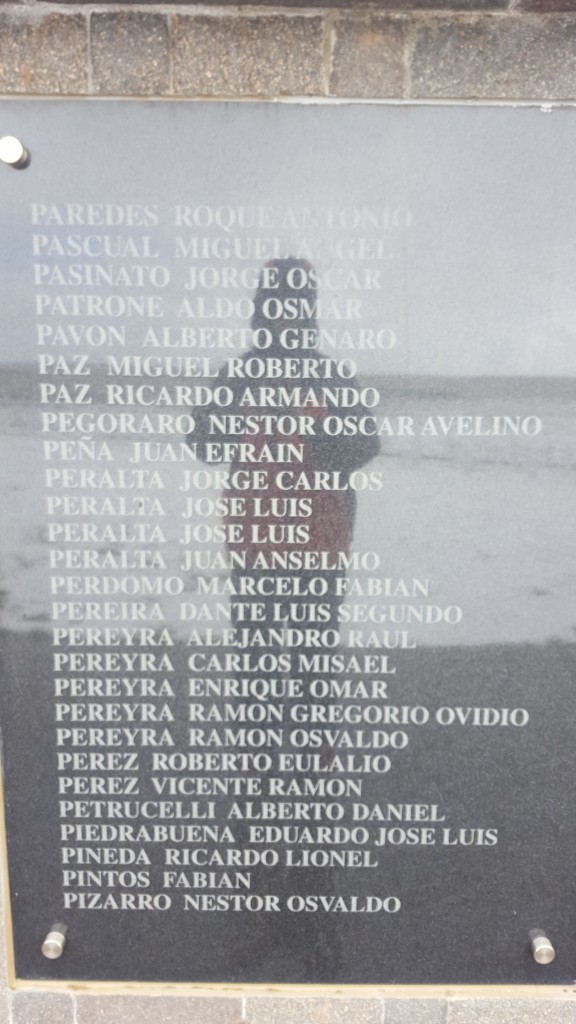 PAREDES ROQUE ANTONIO
PASCUAL MIGUEL ANGEL
PASINATO JORGE OSCAR
PATRONE ALDO OSMAR
PAVON ALBERTO GENARO
PAZ MIGUEL ROBERTO
PAZ RICARDO ARMANDO
PEGORARO NESTOR OSCAR AVELINO
PEÑA JUAN EFRAIN
PERALTA JORGE CARLOS
PERALTA JOSE LUIS
PERALTA JOSE LUIS
PERALTA JUAN ANSELMO
PERDOMO MARCELO FABIAN
PEREIRA DANTE LUIS SEGUNDO
PEREYRA ALEJANDRO RAUL
PEREYRA CARLOS MISAEL
PEREYRA ENRIQUE OMAR
PEREYRA RAMON GREGORIO OVIDIO
PEREYRA RAMON OSVALDO
PEREZ ROBERTO EULALIO
PEREZ VICENTE RAMON
PETRUCELLI ALBERTO DANIEL
PIEDRABUENA EDUARDO JOSE LUIS
PINEDA RICARDO LIONEL
PINTOS FABIAN
PIZARRO NESTOR OSVALDO